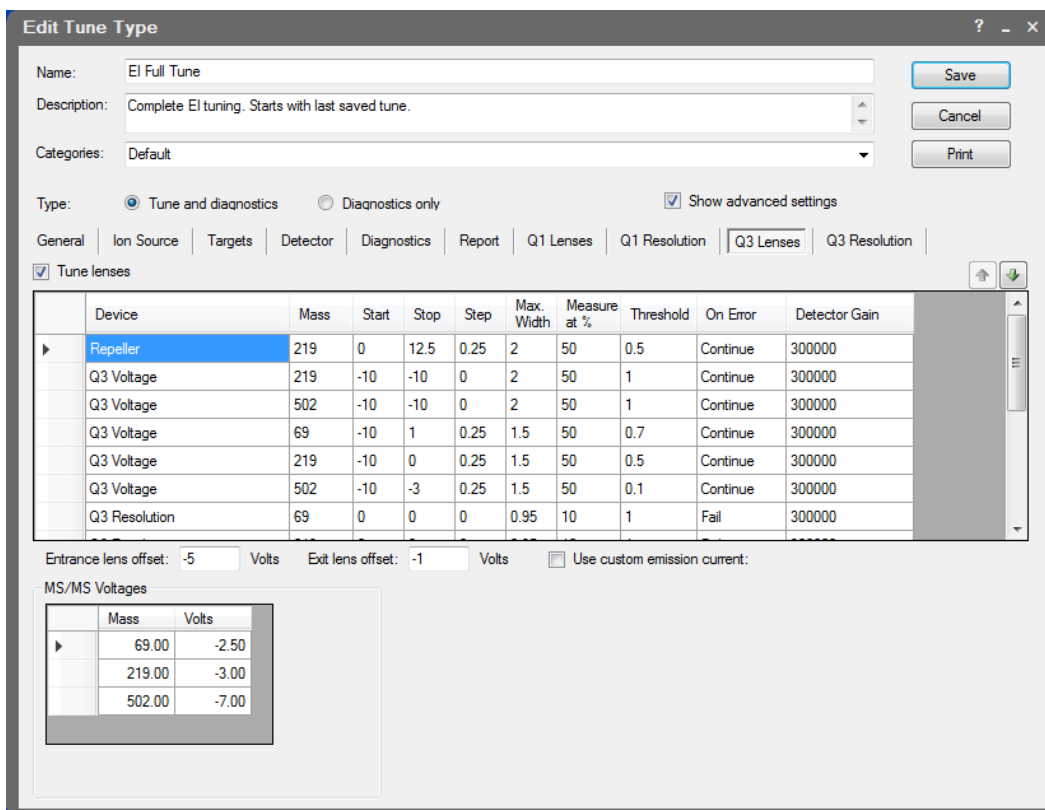 Edit Tune Type ? _ x
Name: EI Full Tune Save
Description: Complete EI tuning. Starts with last saved tune. Cancel
Categories: Default Print
Type: Tune and diagnostics Diagnostics only Show advanced settings
General Ion Source Targets Detector Diagnostics Report Q1 Lenses Q1 Resolution Q3 Lenses Q3 Resolution
Tune lenses
Device Mass Start Stop Step Max. Width Measure at % Threshold On Error Detector Gain
Repeller 219 0 12.5 0.25 2 50 0.5 Continue 300000
Q3 Voltage 219 -10 -10 0 2 50 1 Continue 300000
Q3 Voltage 502 -10 -10 0 2 50 1 Continue 300000
Q3 Voltage 69 -10 1 0.25 1.5 50 0.7 Continue 300000
Q3 Voltage 219 -10 0 0.25 1.5 50 0.5 Continue 300000
Q3 Voltage 502 -10 -3 0.25 1.5 50 0.1 Continue 300000
Q3 Resolution 69 0 0 0 0.95 10 1 Fail 300000
Entrance lens offset: -5 Volts Exit lens offset: -1 Volts Use custom emission current:
MS/MS Voltages
Mass Volts
69.00 -2.50
219.00 -3.00
502.00 -7.00